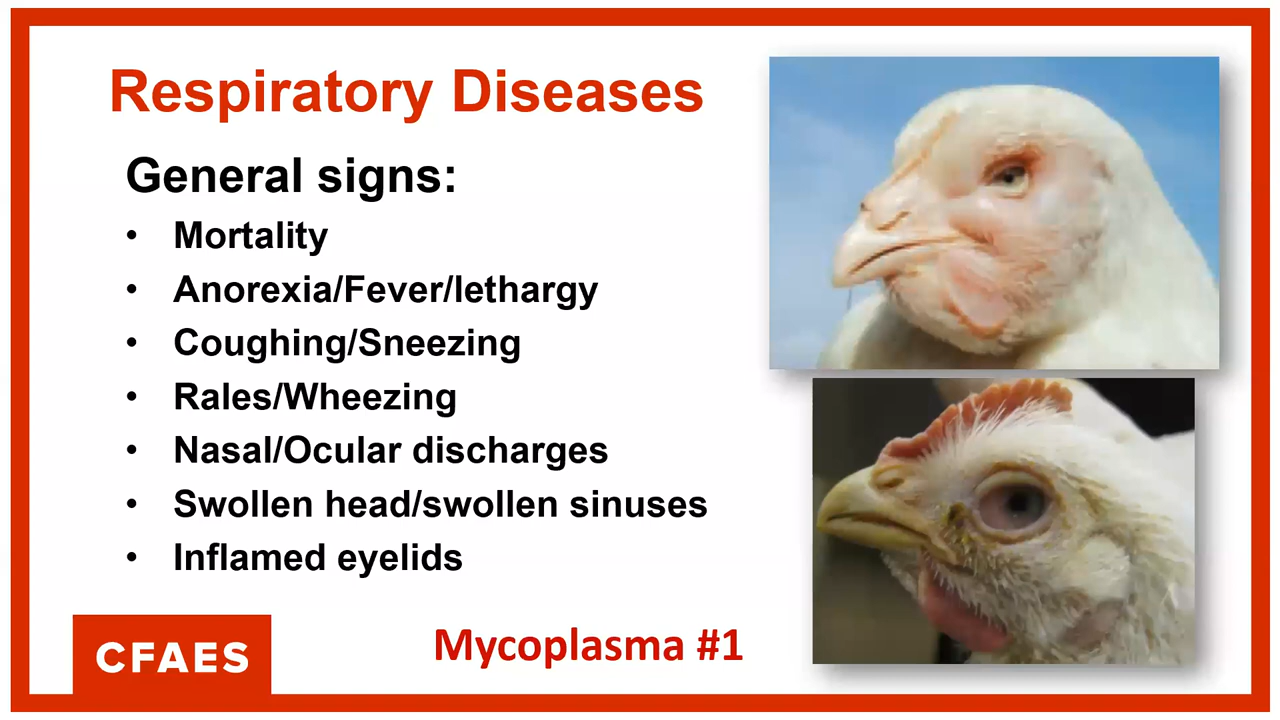 Respiratory Diseases
General signs:
• Mortality
• Anorexia/Fever/lethargy
• Coughing/Sneezing
• Rales/Wheezing
• Nasal/Ocular discharges
• Swollen head/swollen sinuses
• Inflamed eyelids
Mycoplasma #1
CFAES